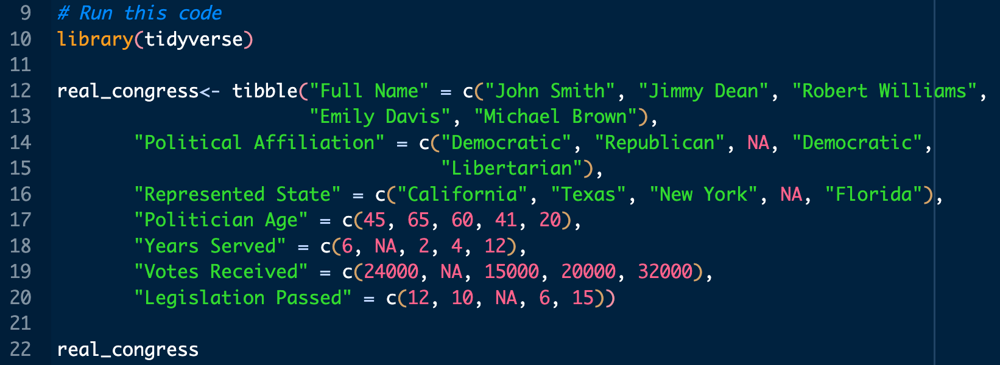 9 # Run this code
10 library(tidyverse)
11
12 real_congress<- tibble("Full Name" = c("John Smith", "Jimmy Dean", "Robert Williams",
13 "Emily Davis", "Michael Brown"),
14 "Political Affiliation" = c("Democratic", "Republican", NA, "Democratic",
15 "Libertarian"),
16 "Represented State" = c("California", "Texas", "New York", NA, "Florida"),
17 "Politician Age" = c(45, 65, 60, 41, 20),
18 "Years Served" = c(6, NA, 2, 4, 12),
19 "Votes Received" = c(24000, NA, 15000, 20000, 32000),
20 "Legislation Passed" = c(12, 10, NA, 6, 15))
21
22 real_congress